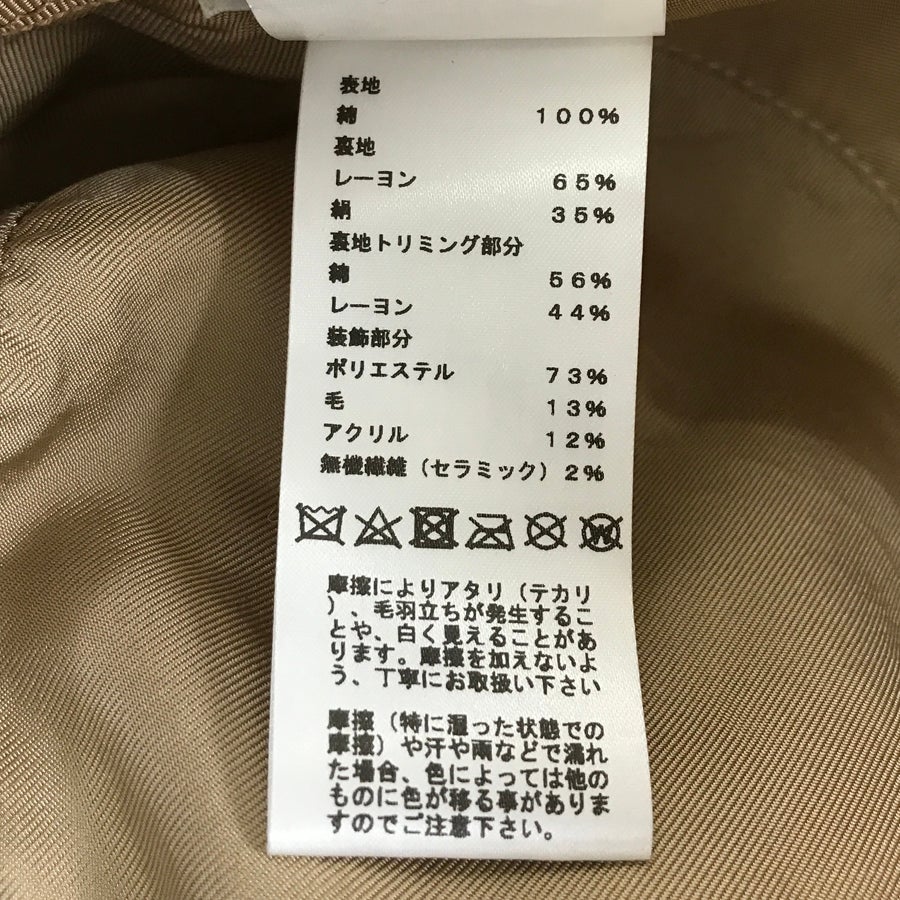 表地
綿 100%
裏地
レーヨン 65%
絹 35%
裏地トリミング部分
綿 56%
レーヨン 44%
装飾部分
ポリエステル 73%
毛 13%
アクリル 12%
無機繊維（セラミック）2%
W
摩擦によりアタリ（テカリ
）、毛羽立ちが発生するこ
とや、白く見えることがあ
ります。摩擦を加えないよ
う、丁寧にお取扱い下さい
摩擦（特に湿った状態での
摩擦）や汗や雨などで濡れ
た場合、色によっては他の
ものに色が移る事がありま
すのでご注意下さい。